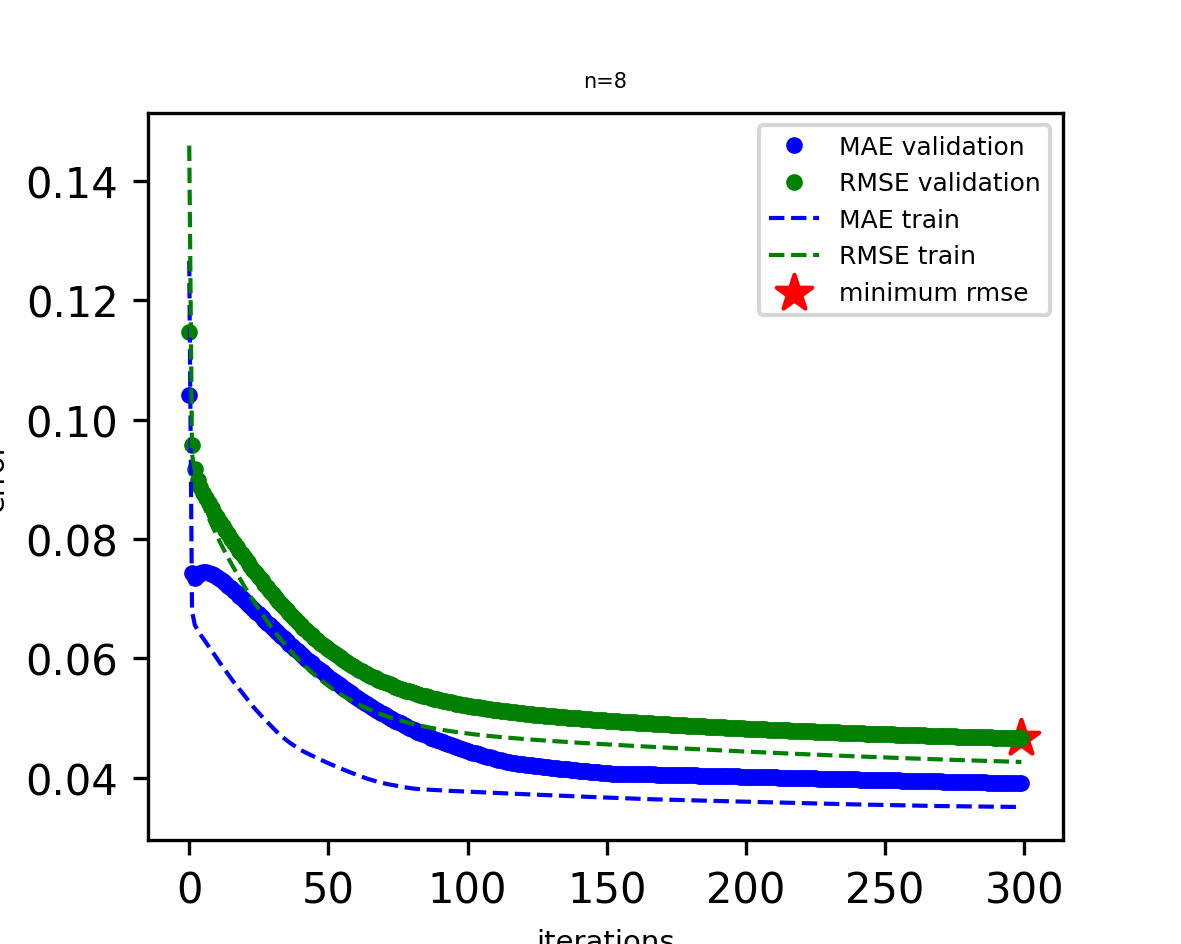 n=8
MAE validation
RMSE validation
MAE train
RMSE train
minimum rmse
0.14
0.12
0.10
0.08
0.06
0.04
0 50 100 150 200 250 300
iterations